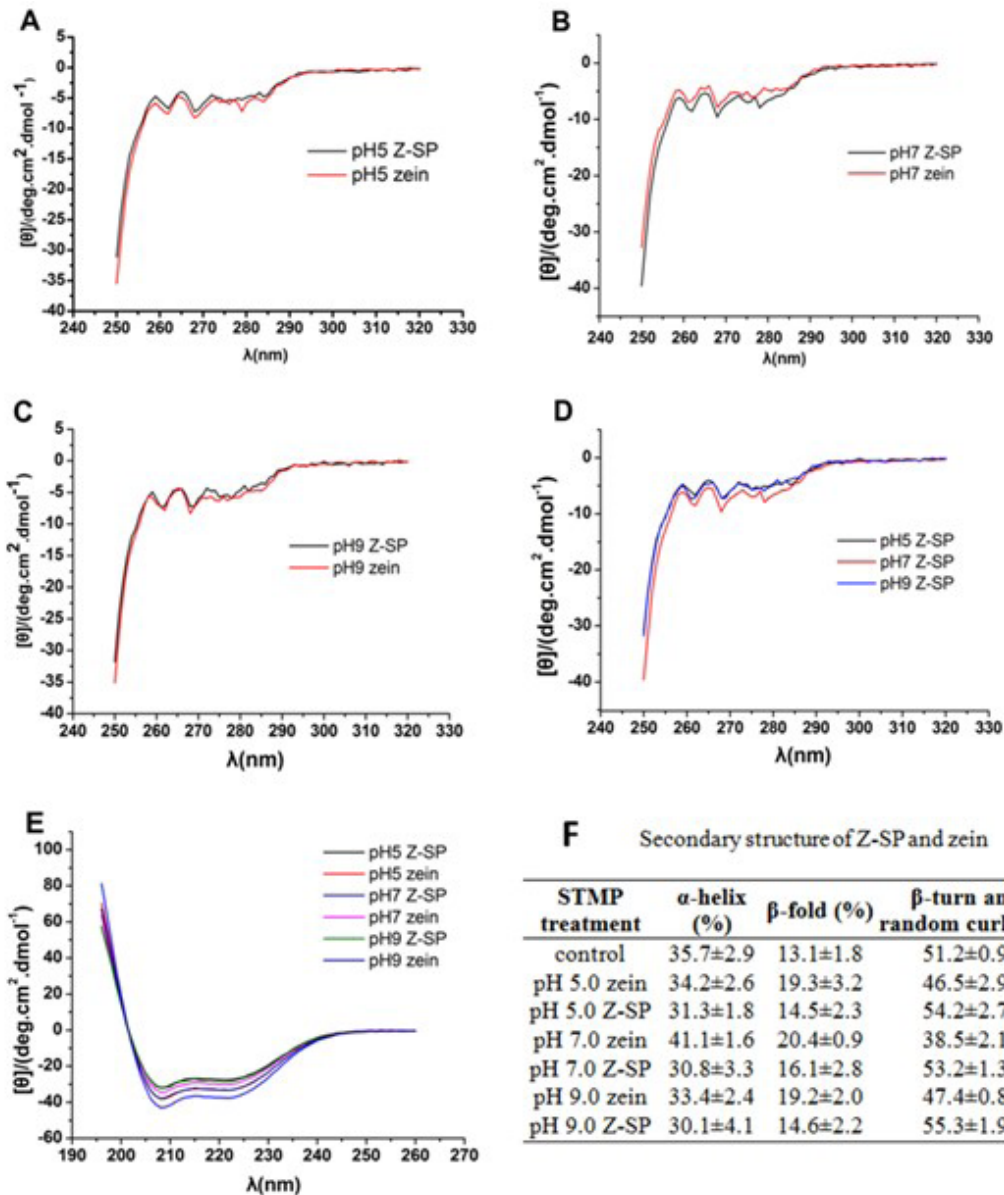 A
[θ]/(deg.cm².dmol⁻¹)
5
0
-5
-10
-15
-20
-25
-30
-35
-40
pH5 Z-SP
pH5 zein
240 250 260 270 280 290 300 310 320 330
λ(nm)
B
[θ]/(deg.cm².dmol⁻¹)
0
-10
-20
-30
-40
pH7 Z-SP
pH7 zein
240 250 260 270 280 290 300 310 320 330
λ(nm)
C
[θ]/(deg.cm².dmol⁻¹)
5
0
-5
-10
-15
-20
-25
-30
-35
-40
pH9 Z-SP
pH9 zein
240 250 260 270 280 290 300 310 320 330
λ(nm)
D
[θ]/(deg.cm².dmol⁻¹)
0
-10
-20
-30
-40
pH5 Z-SP
pH7 Z-SP
pH9 Z-SP
240 250 260 270 280 290 300 310 320 330
λ(nm)
E
[θ]/(deg.cm².dmol⁻¹)
100
80
60
40
20
0
-20
-40
-60
pH5 Z-SP
pH5 zein
pH7 Z-SP
pH7 zein
pH9 Z-SP
pH9 zein
190 200 210 220 230 240 250 260 270
λ(nm)
F Secondary structure of Z-SP and zein
STMP α-helix β-fold (%) β-turn an
treatment (%) random curl
control 35.7±2.9 13.1±1.8 51.2±0.9
pH 5.0 zein 34.2±2.6 19.3±3.2 46.5±2.9
pH 5.0 Z-SP 31.3±1.8 14.5±2.3 54.2±2.7
pH 7.0 zein 41.1±1.6 20.4±0.9 38.5±2.1
pH 7.0 Z-SP 30.8±3.3 16.1±2.8 53.2±1.3
pH 9.0 zein 33.4±2.4 19.2±2.0 47.4±0.8
pH 9.0 Z-SP 30.1±4.1 14.6±2.2 55.3±1.9